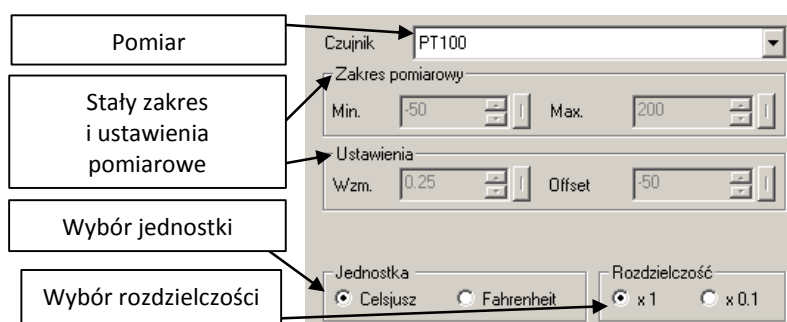 Pomiar
Stały zakres
i ustawienia
pomiarowe
Wybór jednostki
Wybór rozdzielczości
Czujnik PT100
Zakres pomiarowy
Min. -50 Max. 200
Ustawienia
Wzm. 0.25 Offset -50
Jednostka Rozdzielczość
Celsjusz Fahrenheit x 1 x 0.1